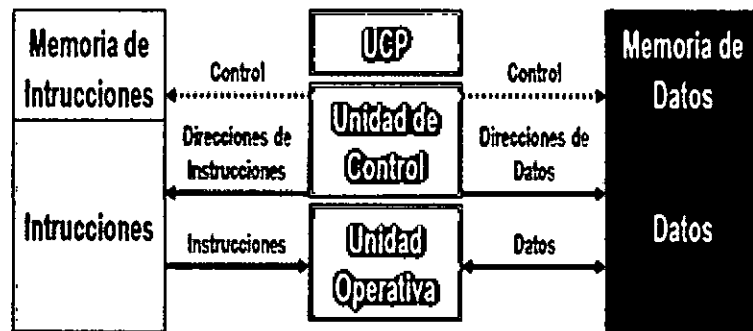 Memoria de
Intrucciones
Intrucciones
Control
Direcciones de
Instrucciones
Instrucciones
UCP
Unidad de
Control
Unidad
Operativa
Control
Direcciones de
Datos
Datos
Memoria de
Datos
Datos